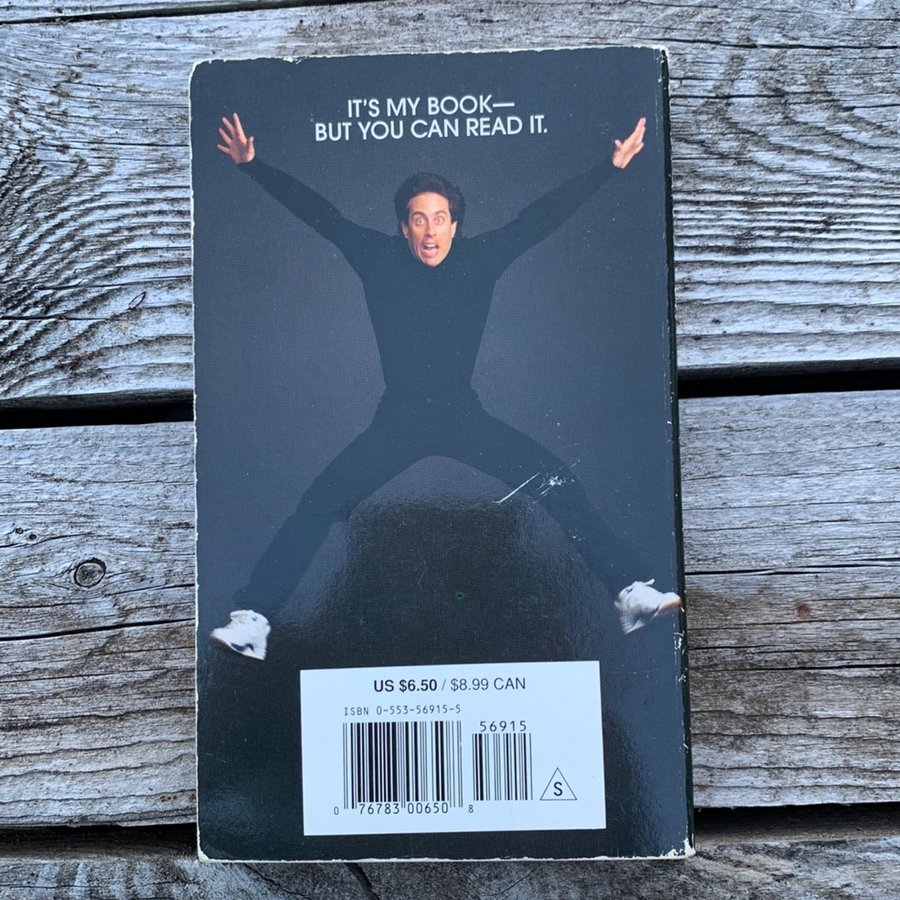 IT'S MY BOOK—
BUT YOU CAN READ IT.
US $6.50 / $8.99 CAN
ISBN 0-553-56915-5
56915
0 76783 00650 8
S